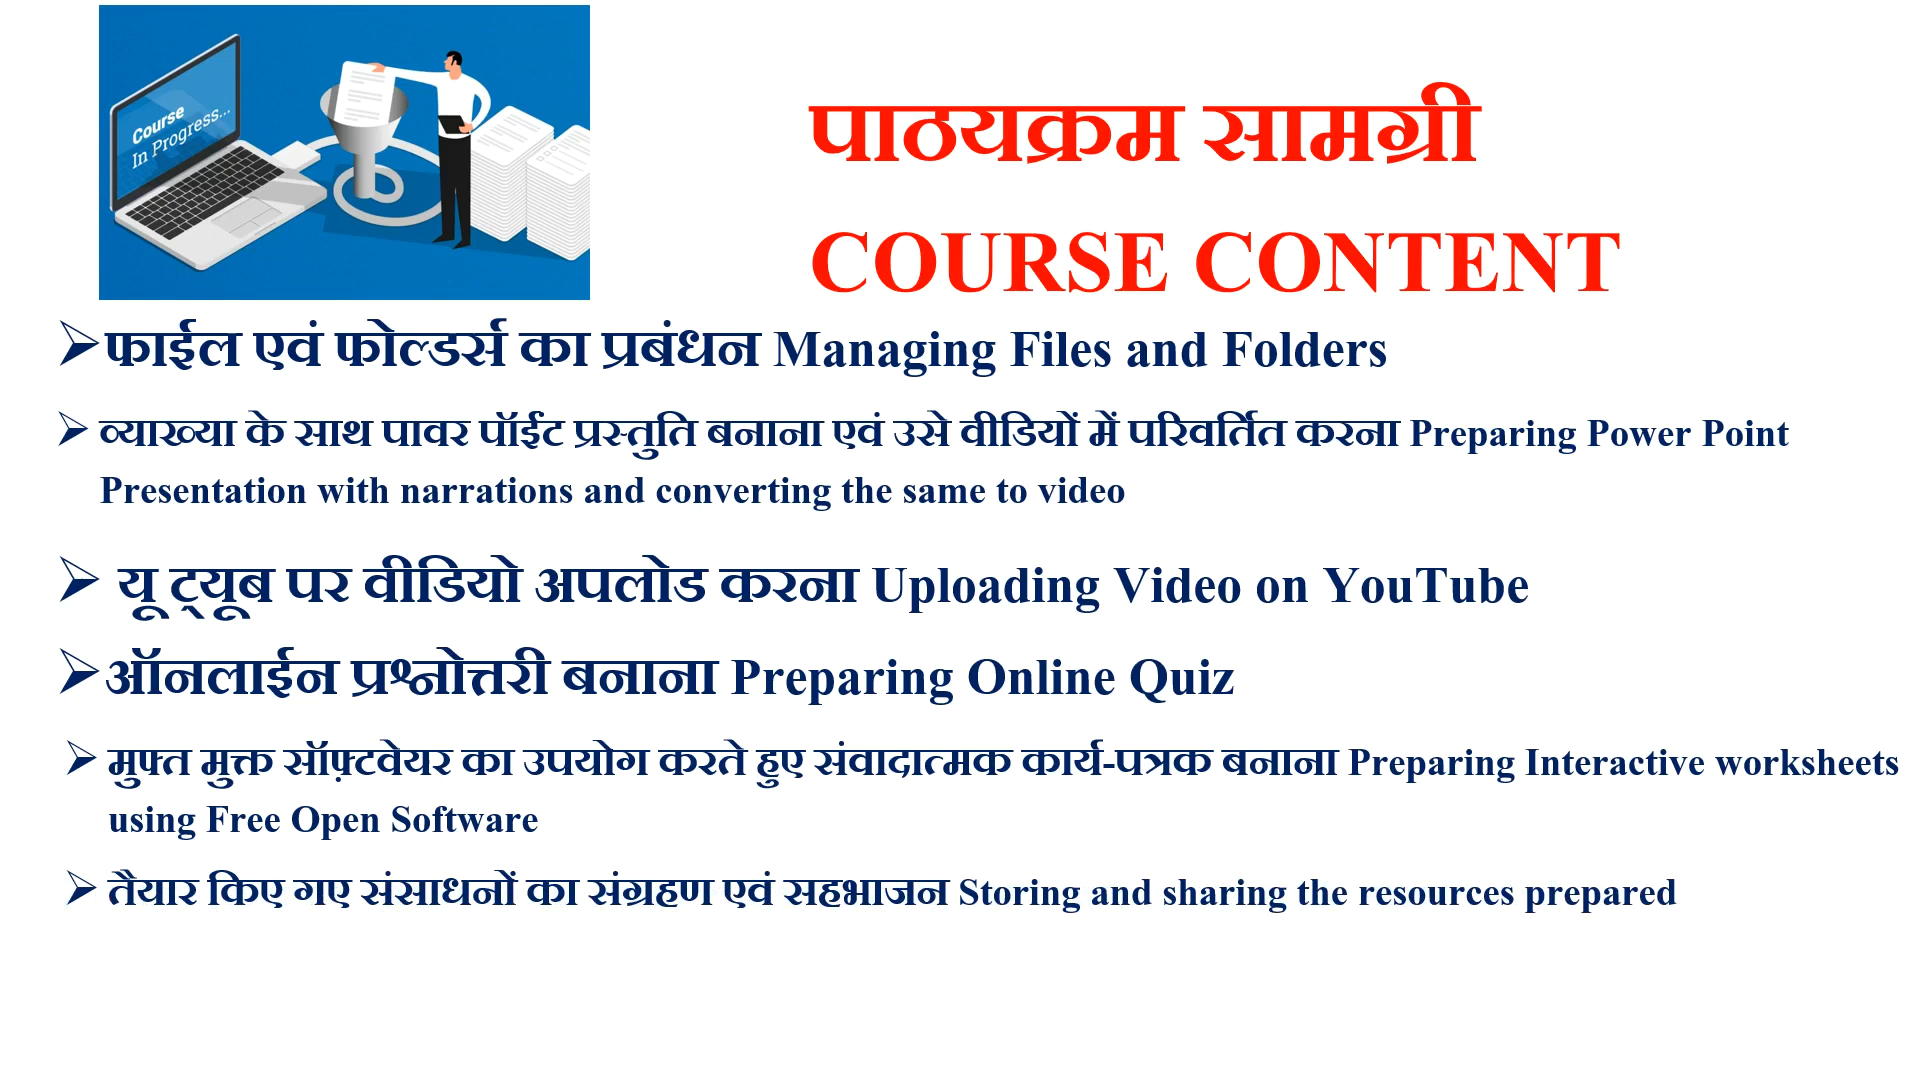 Course
In Progress...
पाठयक्रम सामग्री
COURSE CONTENT
➢फाईल एवं फोल्डर्स का प्रबंधन Managing Files and Folders
➢ व्याख्या के साथ पावर पॉईंट प्रस्तुति बनाना एवं उसे वीडियों में परिवर्तित करना Preparing Power Point
Presentation with narrations and converting the same to video
➢ यू ट्यूब पर वीडियो अपलोड करना Uploading Video on YouTube
➢ऑनलाईन प्रश्नोत्तरी बनाना Preparing Online Quiz
➢ मुफ्त मुक्त सॉफ़्टवेयर का उपयोग करते हुए संवादात्मक कार्य-पत्रक बनाना Preparing Interactive worksheets
using Free Open Software
➢ तैयार किए गए संसाधनों का संग्रहण एवं सहभाजन Storing and sharing the resources prepared